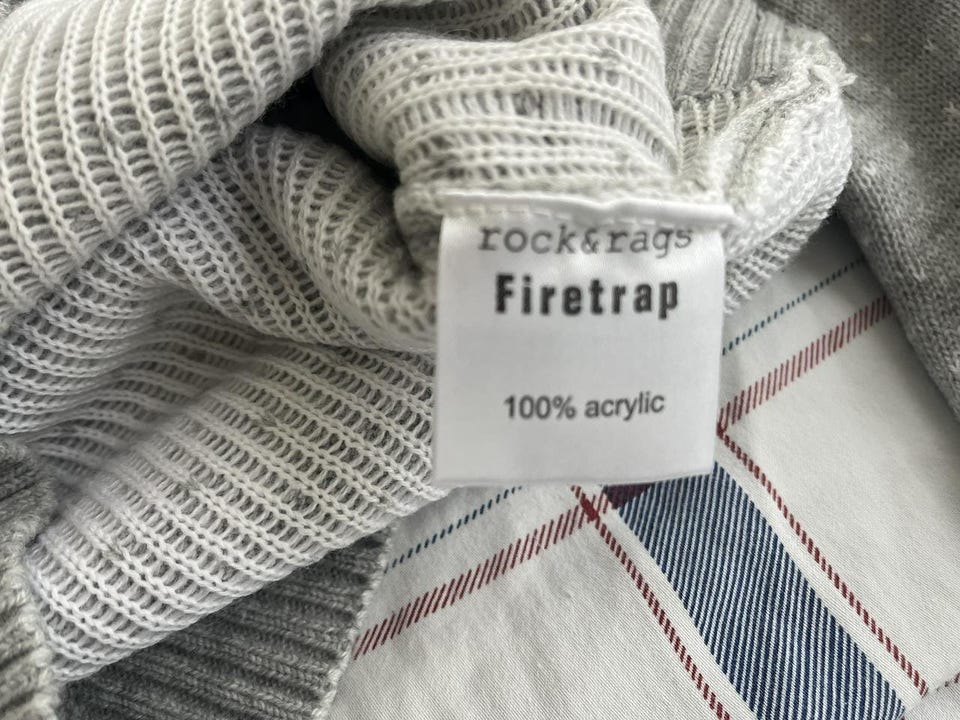 rock&rags
Firetrap
100% acrylic